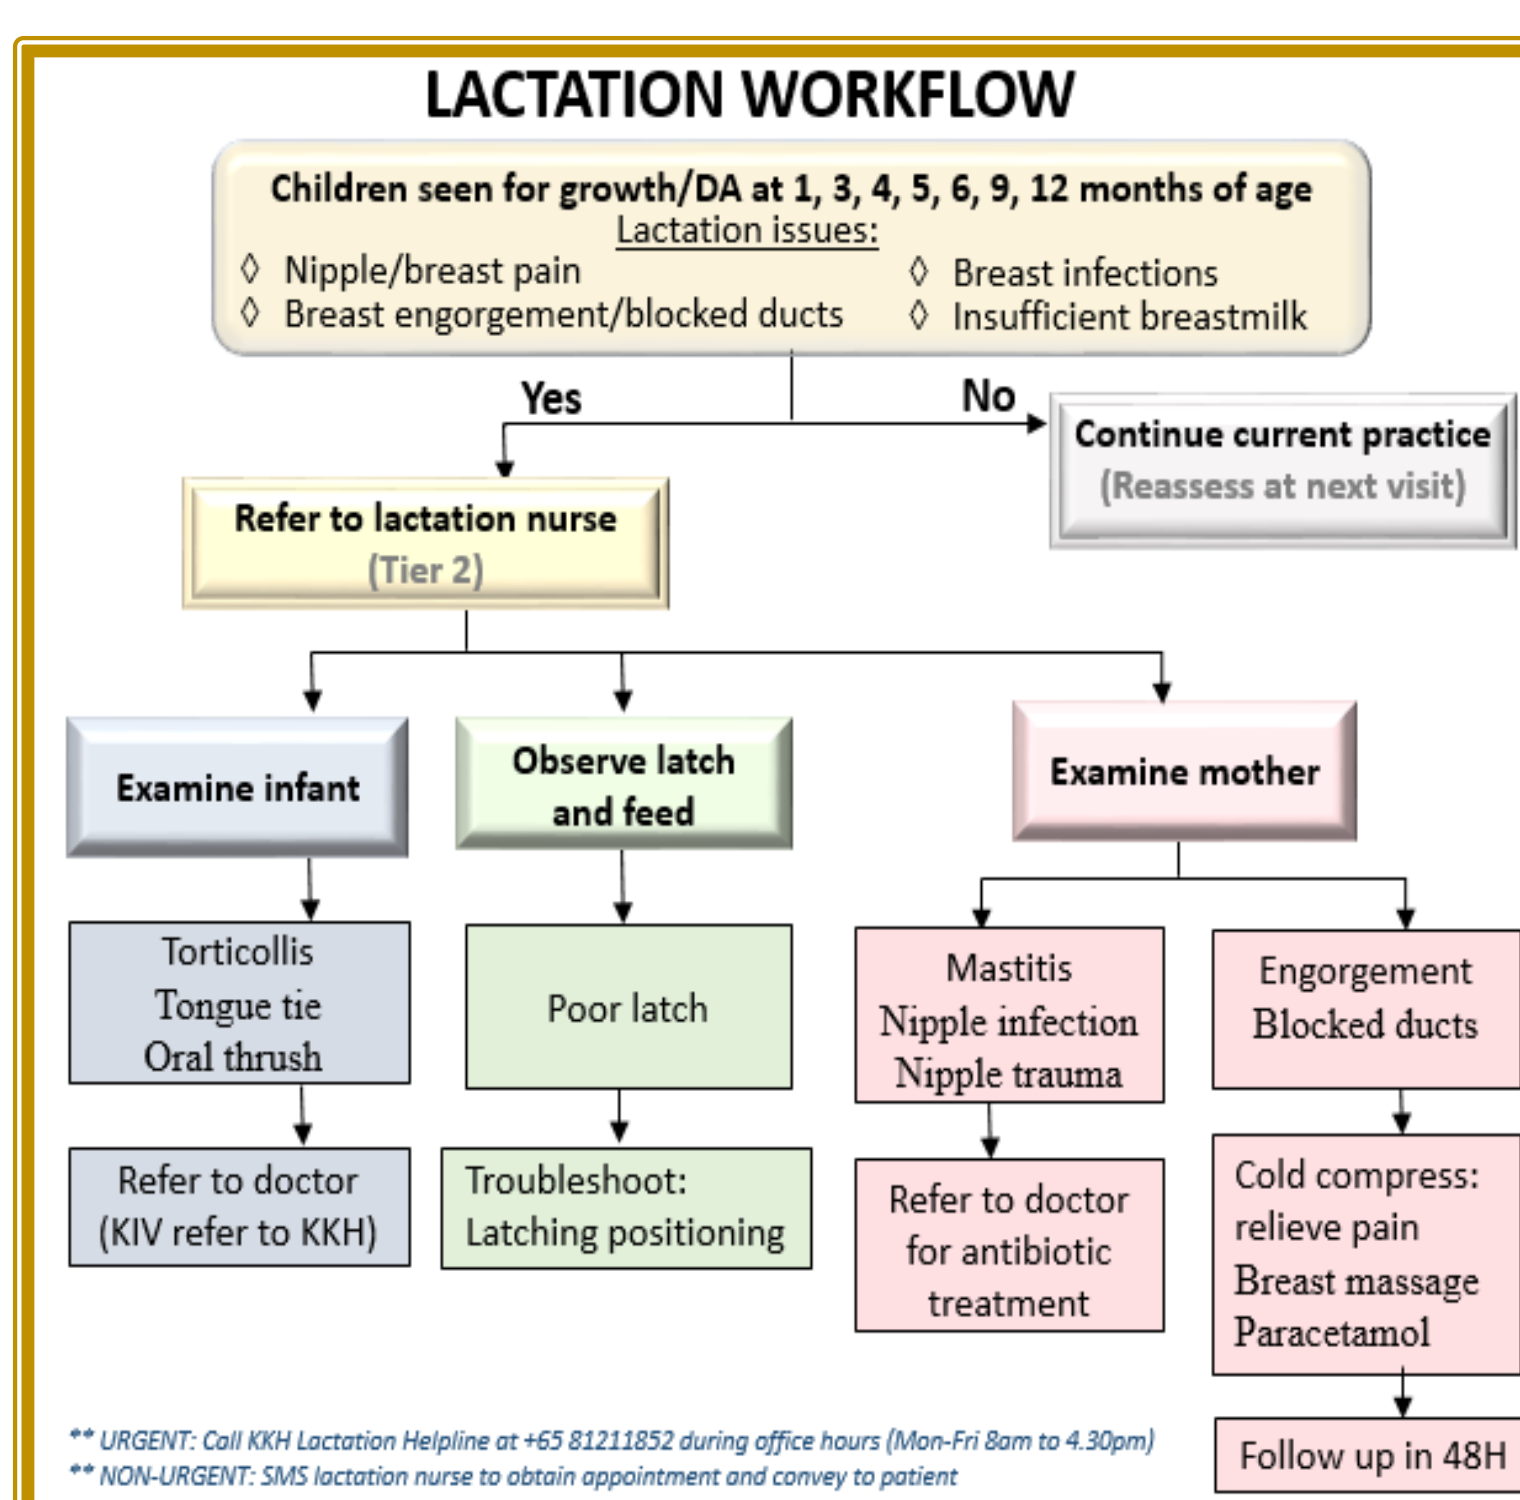 LACTATION WORKFLOW
Children seen for growth/DA at 1, 3, 4, 5, 6, 9, 12 months of age
Lactation issues:
◊ Nipple/breast pain
◊ Breast engorgement/blocked ducts
◊ Breast infections
◊ Insufficient breastmilk
Yes
No
Continue current practice
(Reassess at next visit)
Refer to lactation nurse
(Tier 2)
Examine infant
Observe latch
and feed
Examine mother
Torticollis
Tongue tie
Oral thrush
Poor latch
Mastitis
Nipple infection
Nipple trauma
Engorgement
Blocked ducts
Refer to doctor
(KIV refer to KKH)
Troubleshoot:
Latching positioning
Refer to doctor
for antibiotic
treatment
Cold compress:
relieve pain
Breast massage
Paracetamol
Follow up in 48H
** URGENT: Call KKH Lactation Helpline at +65 81211852 during office hours (Mon-Fri 8am to 4.30pm)
** NON-URGENT: SMS lactation nurse to obtain appointment and convey to patient